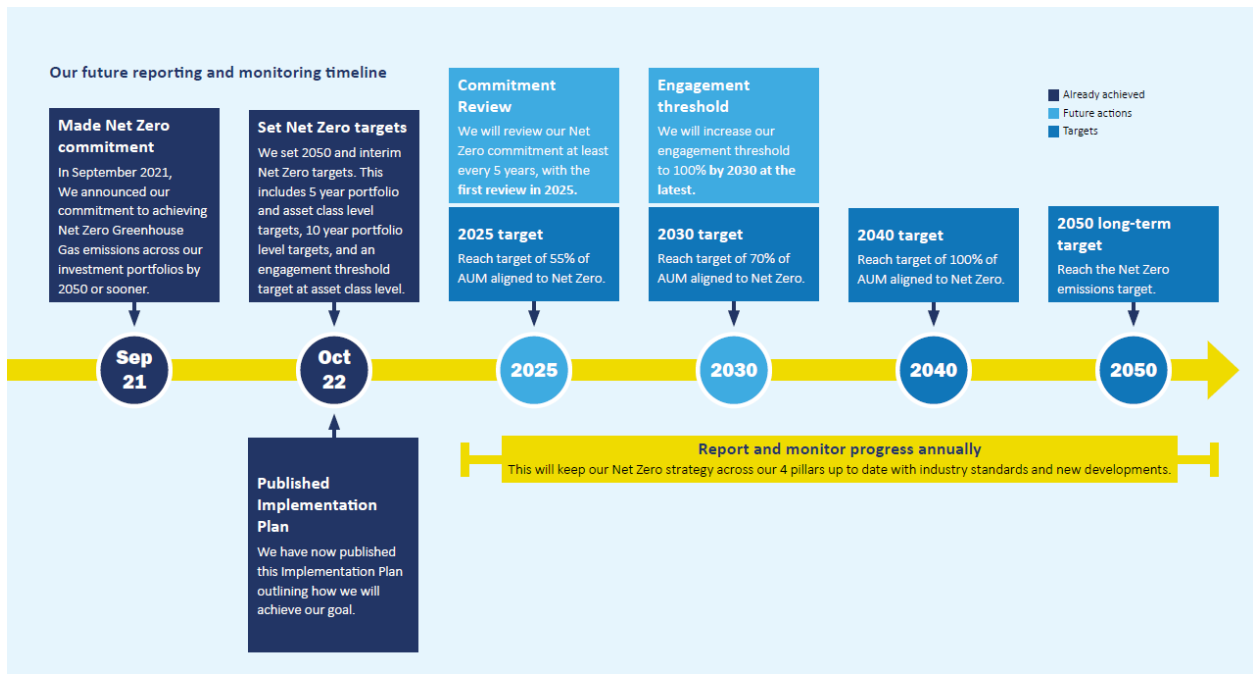 Our future reporting and monitoring timeline
Already achieved
Future actions
Targets
Made Net Zero
commitment
In September 2021,
We announced our
commitment to achieving
Net Zero Greenhouse
Gas emissions across our
investment portfolios by
2050 or sooner.
Set Net Zero targets
We set 2050 and interim
Net Zero targets. This
includes 5 year portfolio
and asset class level
targets, 10 year portfolio
level targets, and an
engagement threshold
target at asset class level.
Commitment
Review
We will review our Net
Zero commitment at least
every 5 years, with the
first review in 2025.
2025 target
Reach target of 55% of
AUM aligned to Net Zero.
Engagement
threshold
We will increase our
engagement threshold
to 100% by 2030 at the
latest.
2030 target
Reach target of 70% of
AUM aligned to Net Zero.
2040 target
Reach target of 100% of
AUM aligned to Net Zero.
2050 long-term
target
Reach the Net Zero
emissions target.
Sep
21
Oct
22
2025
2030
2040
2050
Published
Implementation
Plan
We have now published
this Implementation Plan
outlining how we will
achieve our goal.
Report and monitor progress annually
This will keep our Net Zero strategy across our 4 pillars up to date with industry standards and new developments.